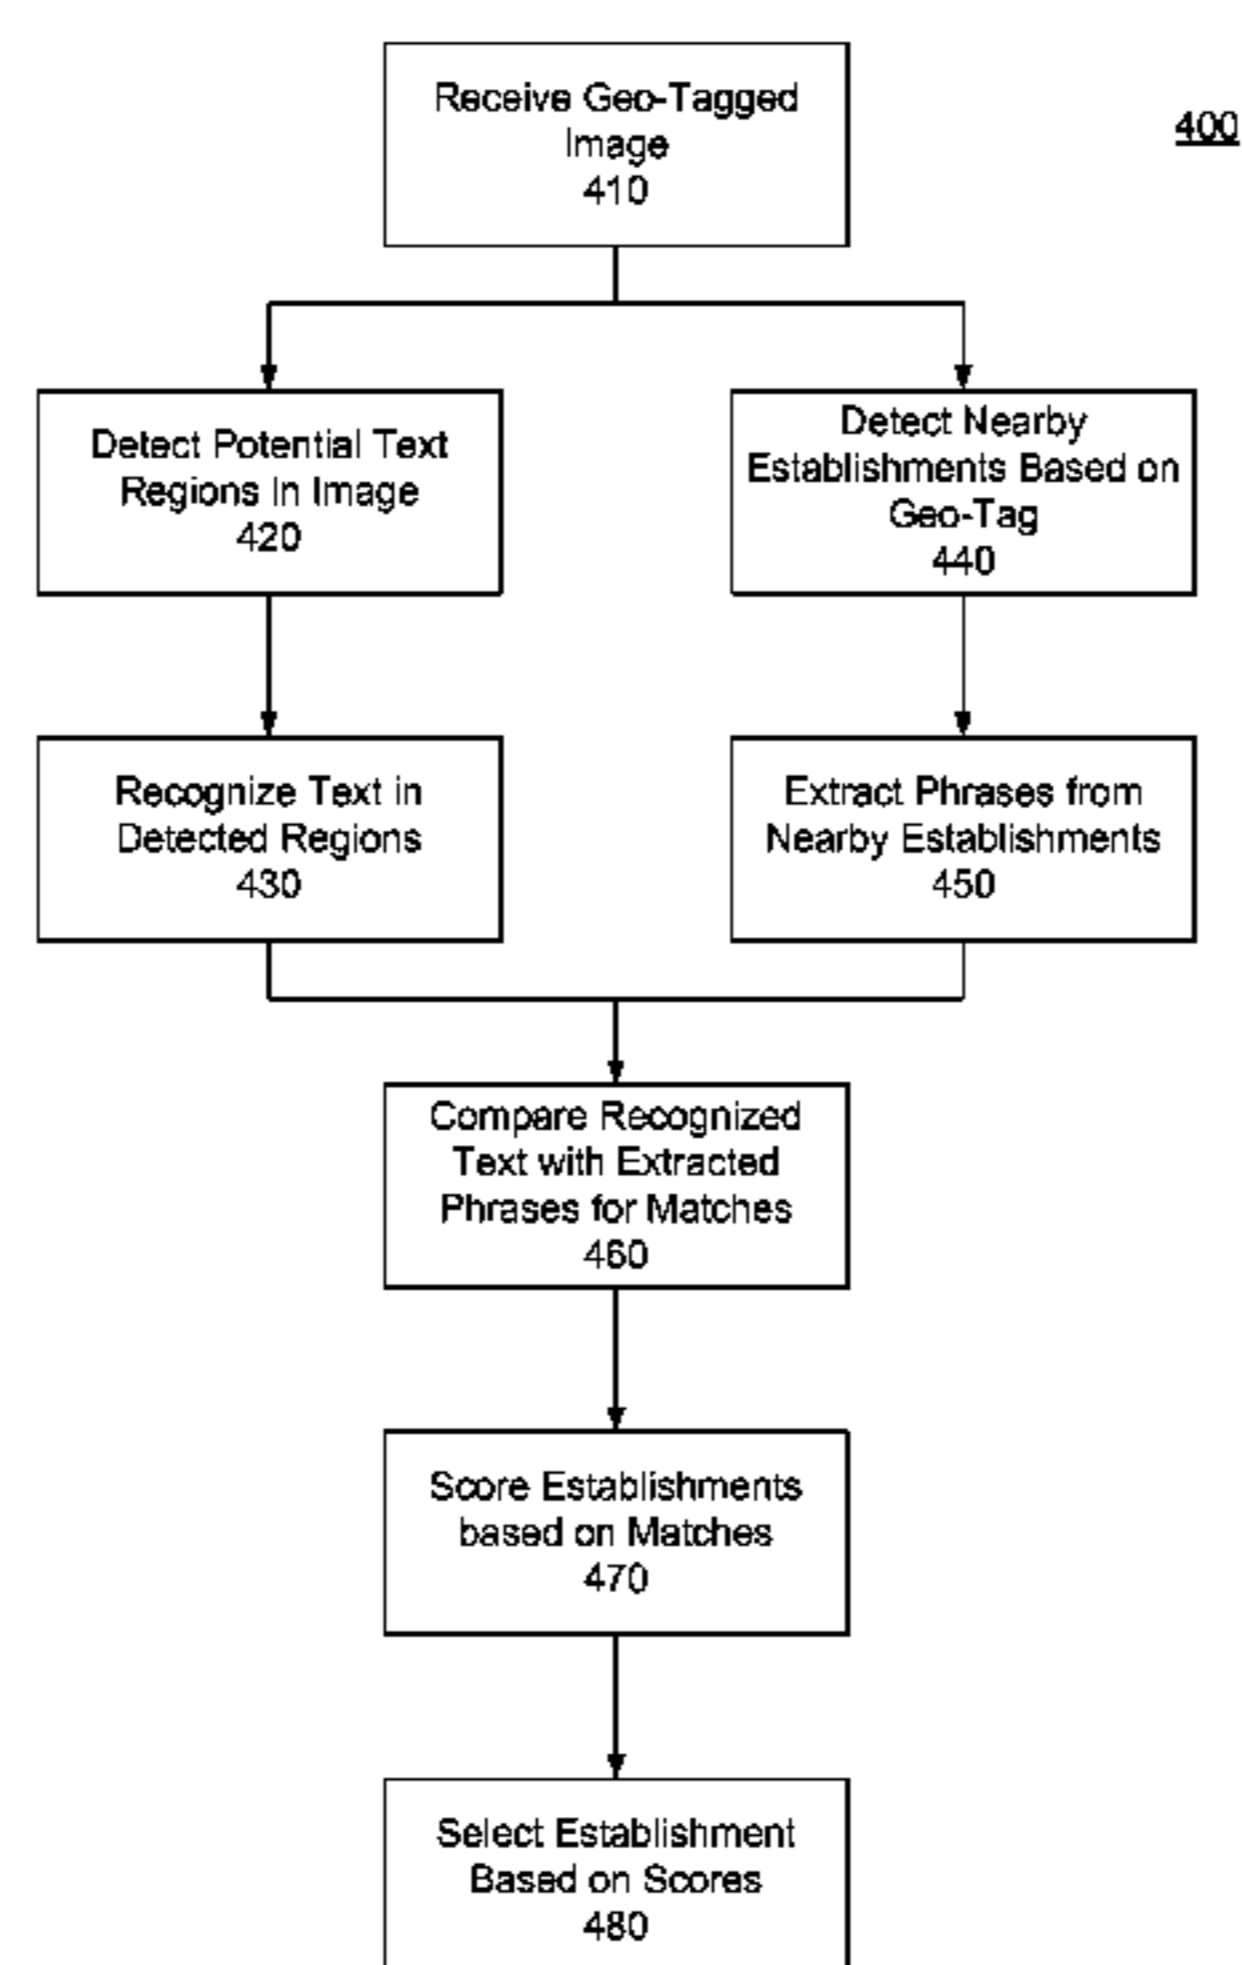 Receive Geo-Tagged
Image
410
400
Detect Potential Text
Regions In Image
420
Detect Nearby
Establishments Based on
Geo-Tag
440
Recognize Text in
Detected Regions
430
Extract Phrases from
Nearby Establishments
450
Compare Recognized
Text with Extracted
Phrases for Matches
460
Score Establishments
based on Matches
470
Select Establishment
Based on Scores
480